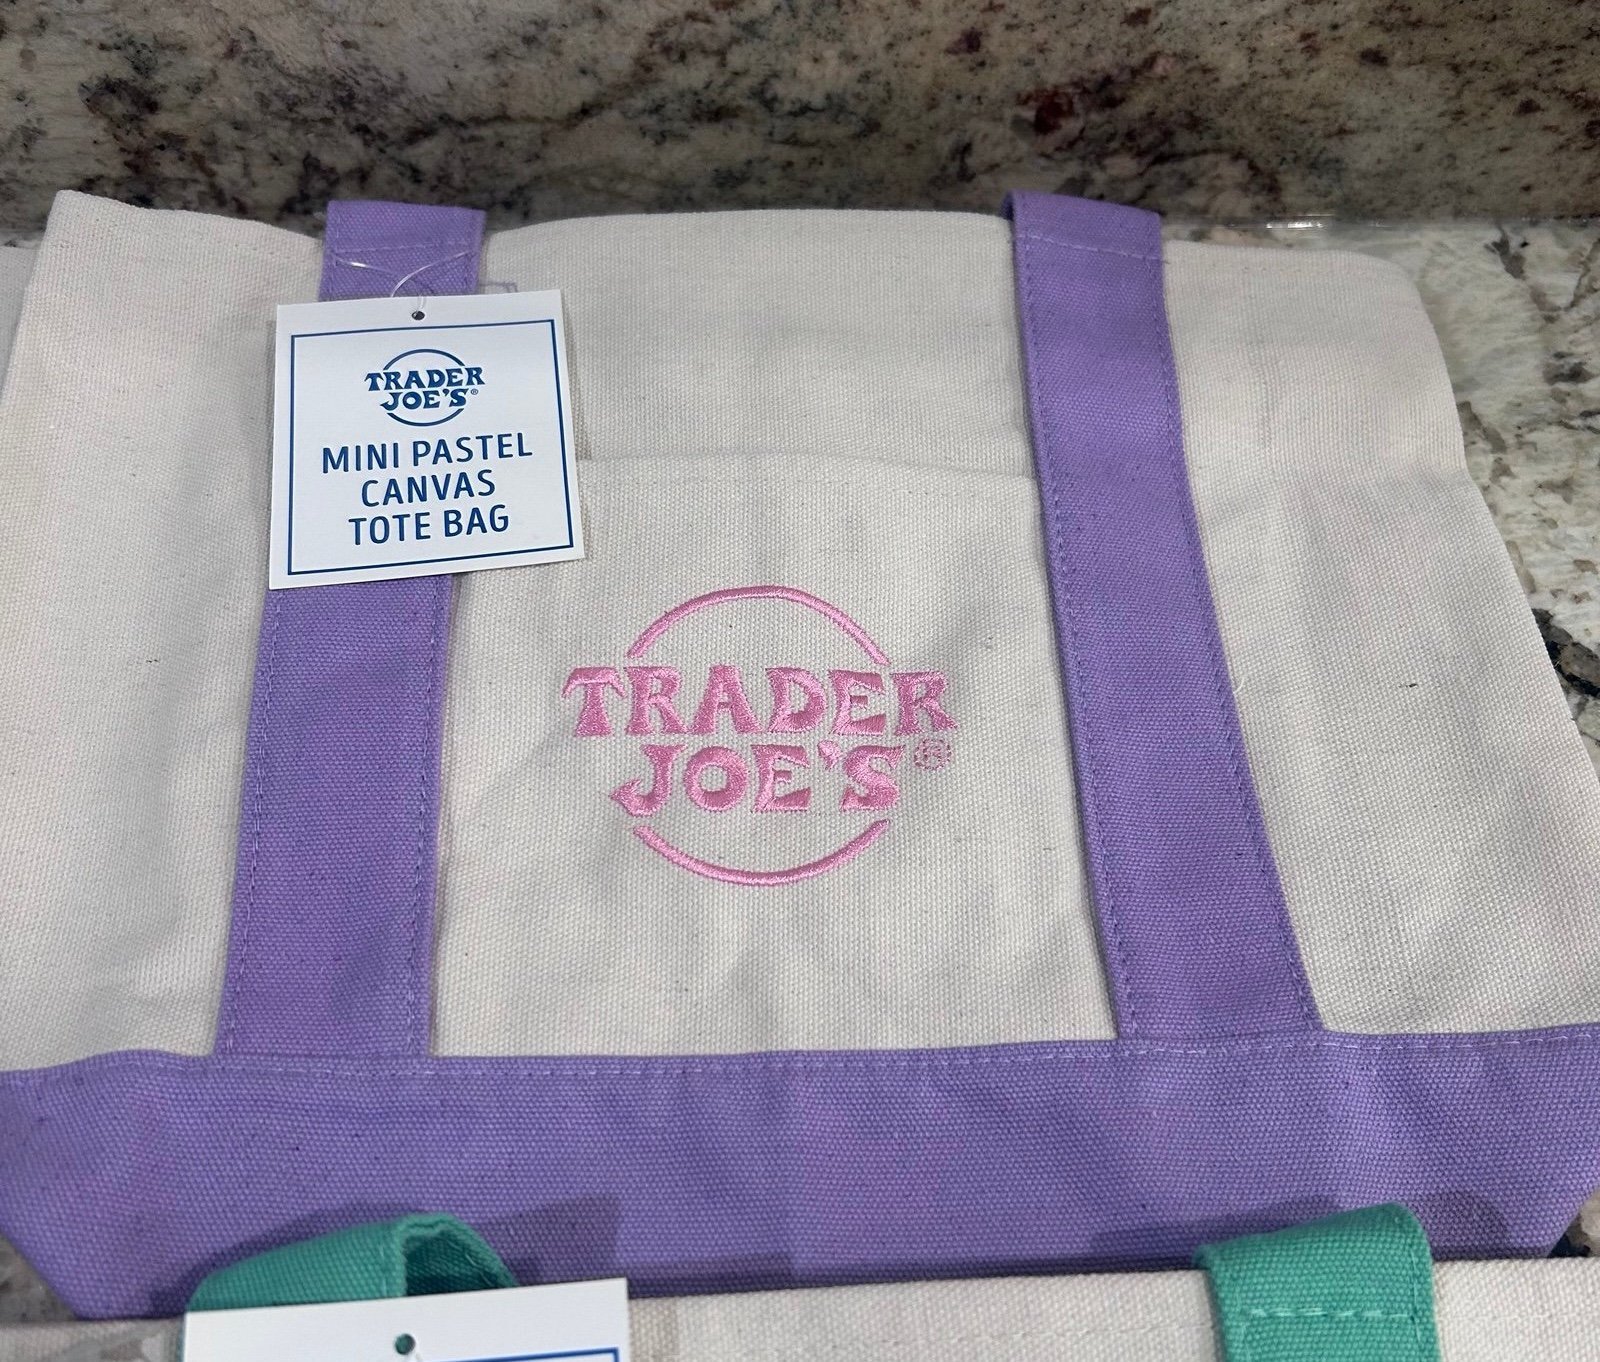 TRADER
JOE'S®
MINI PASTEL
CANVAS
TOTE BAG
TRADER
JOE'S®